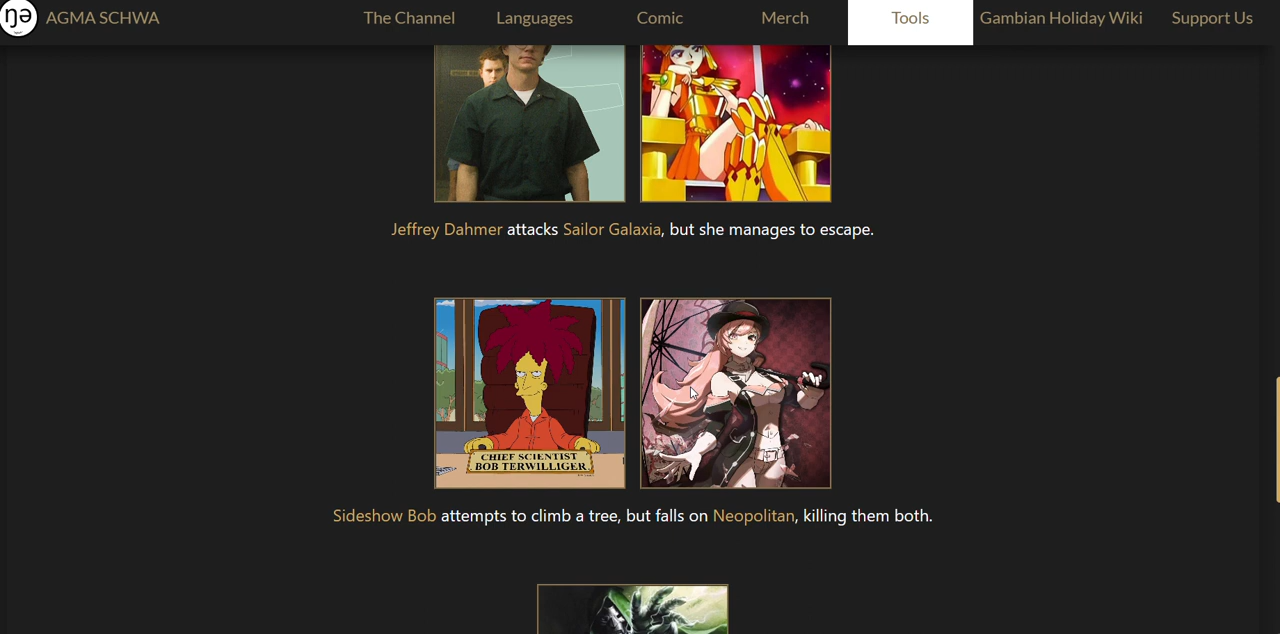 AGMA SCHWA
The Channel
Languages
Comic
Merch
Tools
Gambian Holiday Wiki
Support Us
Jeffrey Dahmer attacks Sailor Galaxia, but she manages to escape.
CHIEF SCIENTIST
BOB TERWILLIGER
Sideshow Bob attempts to climb a tree, but falls on Neopolitan, killing them both.